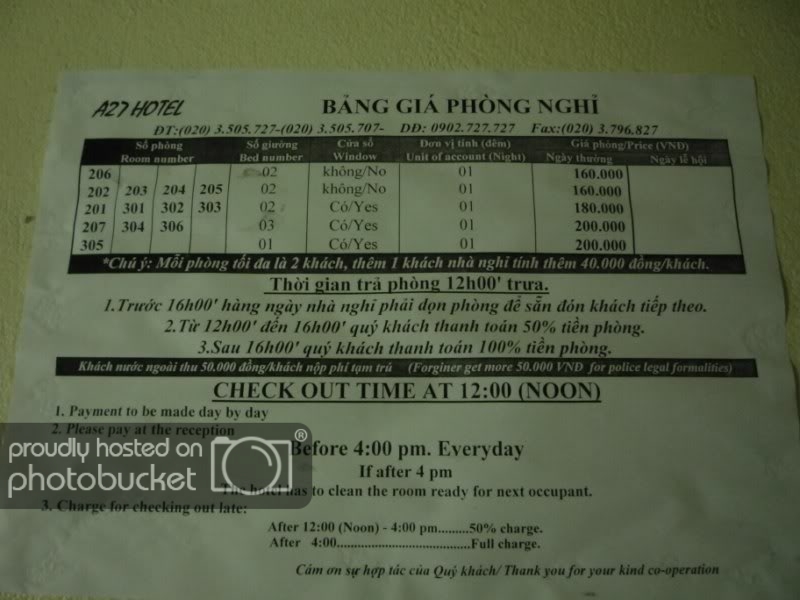 A27 HOTEL
BẢNG GIÁ PHÒNG NGHỈ
ĐT:(020) 3.505.727-(020) 3.505.707- DĐ: 0902.727.727 Fax:(020) 3.796.827
Số phòng Số giường Cửa sổ Đơn vị tính (đêm) Giá phòng/Price (VNĐ)
Room number Bed number Window Unit of account (Night) Ngày thường Ngày lễ hội
206 02 không/No 01 160.000
202 203 204 205 02 không/No 01 160.000
201 301 302 303 02 Có/Yes 01 180.000
207 304 306 03 Có/Yes 01 200.000
305 01 Có/Yes 01 200.000
*Chú ý: Mỗi phòng tối đa là 2 khách, thêm 1 khách nhà nghỉ tính thêm 40.000 đồng/khách.
Thời gian trả phòng 12h00' trưa.
1.Trước 16h00' hàng ngày nhà nghỉ phải dọn phòng để sẵn đón khách tiếp theo.
2.Từ 12h00' đến 16h00' quý khách thanh toán 50% tiền phòng.
3.Sau 16h00' quý khách thanh toán 100% tiền phòng.
Khách nước ngoài thu 50.000 đồng/khách nộp phí tạm trú (Forginer get more 50.000 VNĐ for police legal formalities)
CHECK OUT TIME AT 12:00 (NOON)
1. Payment to be made day by day
2. Please pay at the reception
Before 4:00 pm. Everyday
If after 4 pm
The hotel has to clean the room ready for next occupant.
3. Charge for checking out late:
After 12:00 (Noon) - 4:00 pm.........50% charge.
After 4:00.......................................Full charge.
Cám ơn sự hợp tác của Quý khách/ Thank you for your kind co-operation
proudly hosted on
photobucket